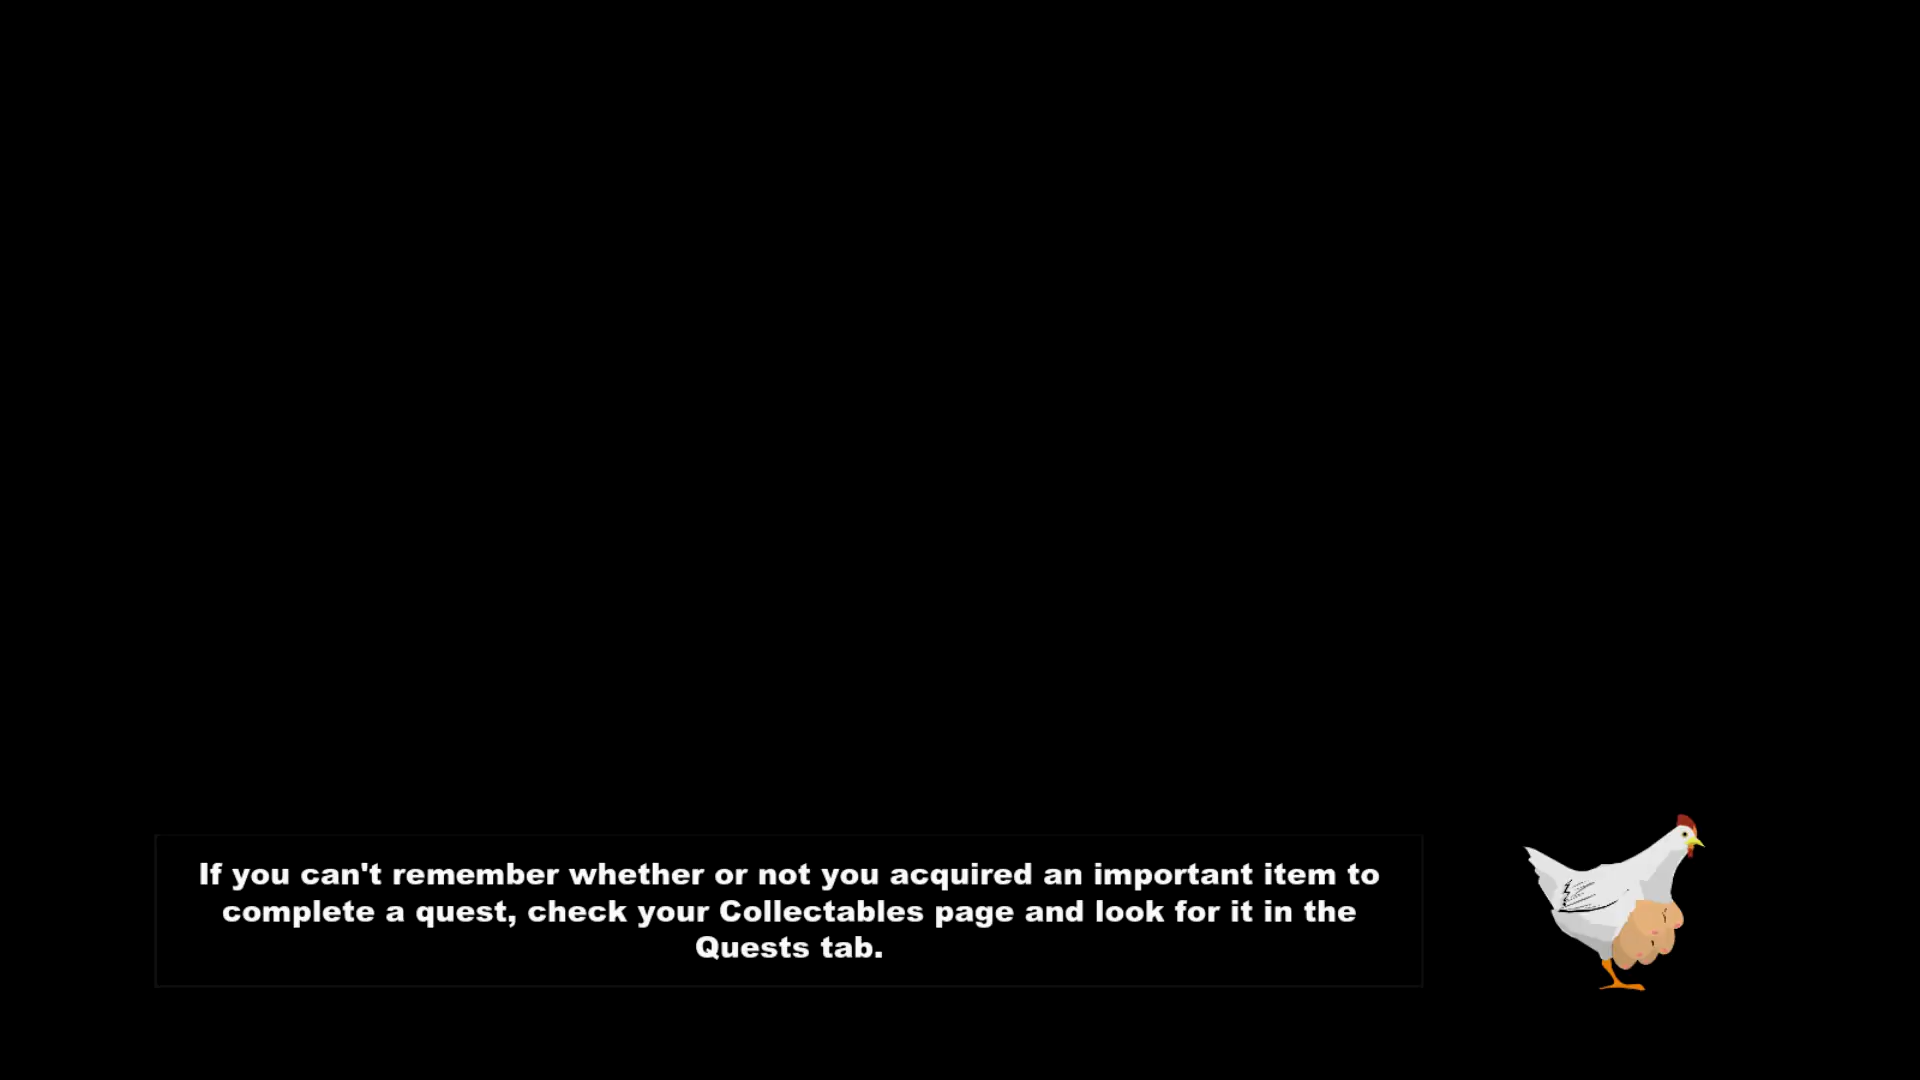 If you can't remember whether or not you acquired an important item to
complete a quest, check your Collectables page and look for it in the
Quests tab.